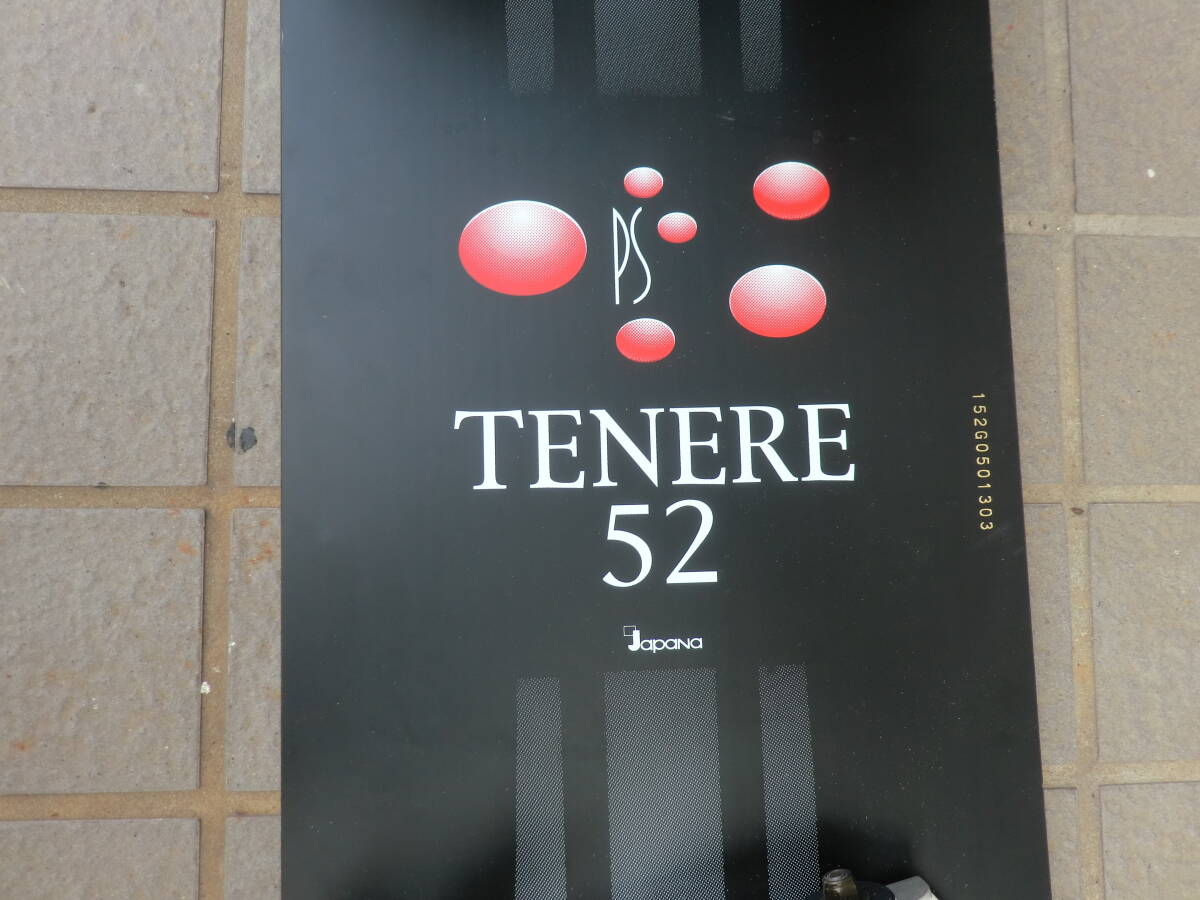 PS
TENERE
52
Japana
152G0501303